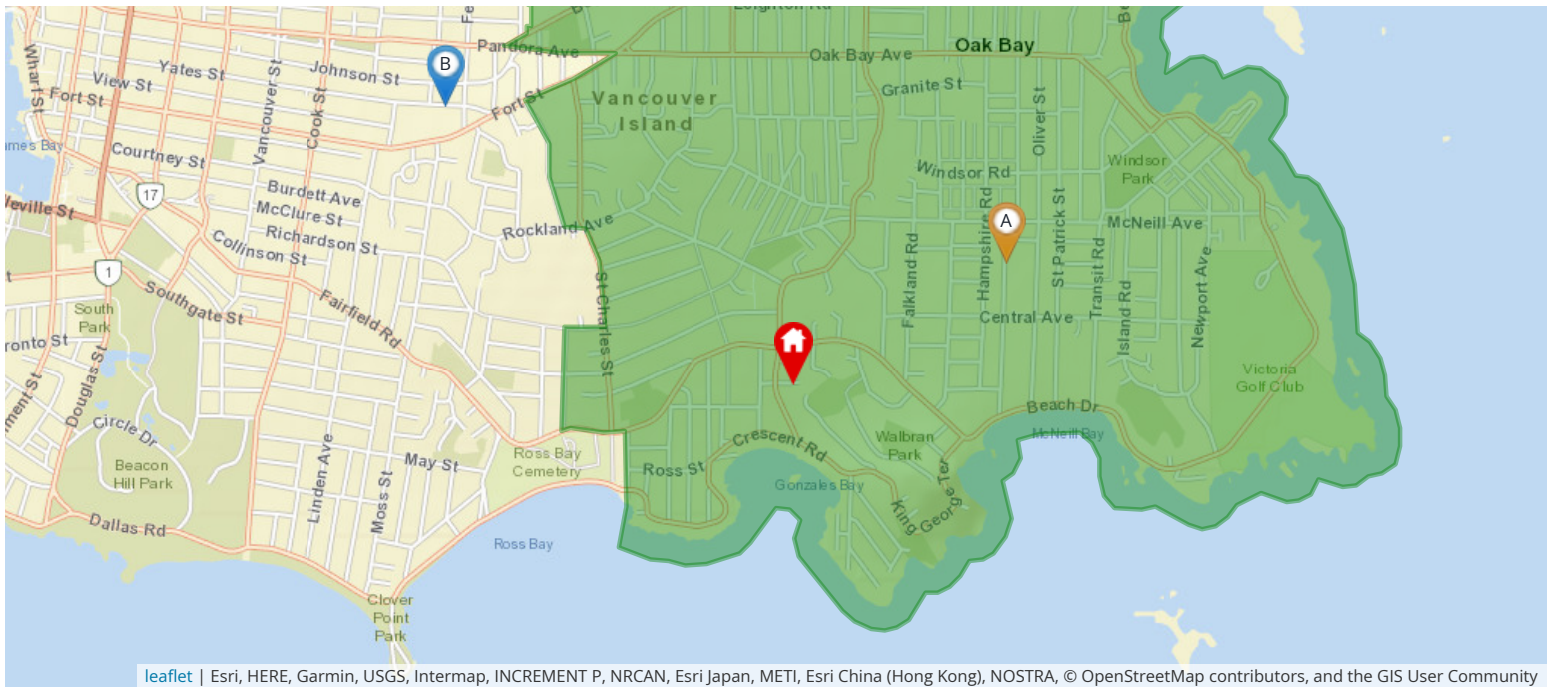 Leighton Rd
Pandora Ave
Oak Bay Ave
Oak Bay
Wharf St
View St
Yates St
Johnson St
B
Fort St
Fort St
Vancouver St
Cook St
Vancouver
Island
Granite St
Oliver St
Courtney St
17
Burdett Ave
McClure St
Richardson St
Collinson St
Rockland Ave
Windsor Rd
Windsor
Park
Hampshire Rd
A
St Patrick St
McNeill Ave
Falkland Rd
Transit Rd
Island Rd
Newport Ave
Central Ave
1
Southgate St
Fairfield Rd
St Charles St
South
Park
Douglas St
Circle Dr
Beacon
Hill Park
Linden Ave
Moss St
May St
Ross Bay
Cemetery
Ross St
Crescent Rd
Walbran
Park
Gonzales Bay
King George Ter
Beach Dr
McNeill Bay
Victoria
Golf Club
Dallas Rd
Ross Bay
Clover
Point
Park
leaflet | Esri, HERE, Garmin, USGS, Intermap, INCREMENT P, NRCAN, Esri Japan, METI, Esri China (Hong Kong), NOSTRA, © OpenStreetMap contributors, and the GIS User Community